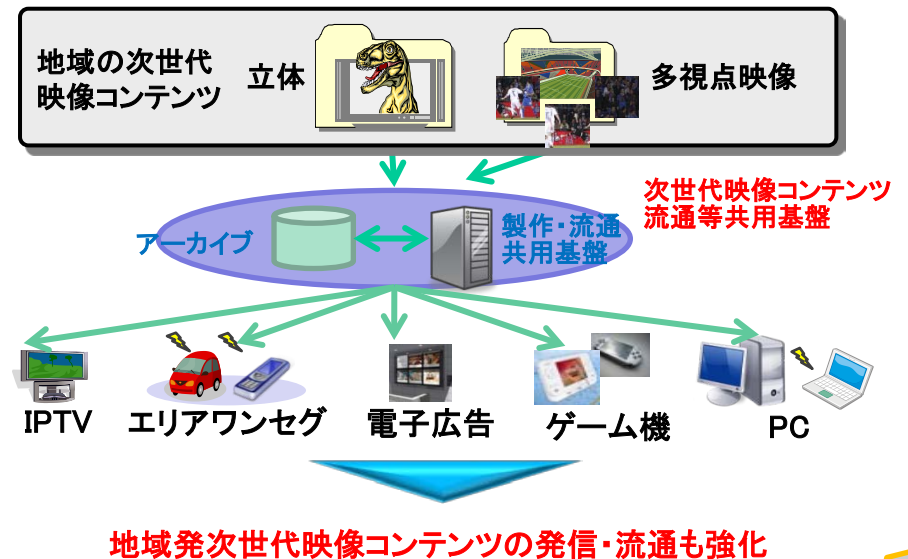 地域の次世代
映像コンテンツ
立体
多視点映像
次世代映像コンテンツ
流通等共用基盤
アーカイブ
製作・流通
共用基盤
IPTV
エリアワンセグ
電子広告
ゲーム機
PC
地域発次世代映像コンテンツの発信・流通も強化